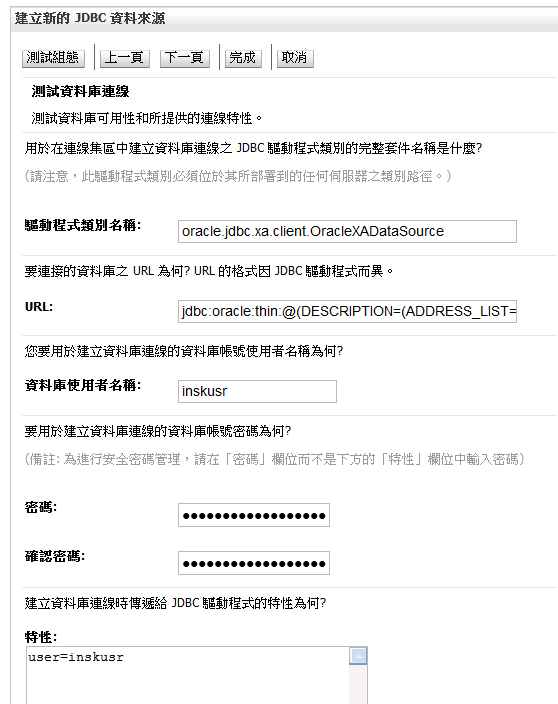 建立新的 JDBC 資料來源
測試組態 上一頁 下一頁 完成 取消
測試資料庫連線
測試資料庫可用性和所提供的連線特性。
用於在連線集區中建立資料庫連線之 JDBC 驅動程式類別的完整套件名稱是什麼?
(請注意，此驅動程式類別必須位於其所部署到的任何伺服器之類別路徑。)
驅動程式類別名稱: oracle.jdbc.xa.client.OracleXADataSource
要連接的資料庫之 URL 為何? URL 的格式因 JDBC 驅動程式而異。
URL: jdbc:oracle:thin:@(DESCRIPTION=(ADDRESS_LIST=
您要用於建立資料庫連線的資料庫帳號使用者名稱為何?
資料庫使用者名稱: inskusr
要用於建立資料庫連線的資料庫帳號密碼為何?
(備註: 為進行安全密碼管理，請在「密碼」欄位而不是下方的「特性」欄位中輸入密碼)
密碼: ●●●●●●●●●●●●●●●●●●
確認密碼: ●●●●●●●●●●●●●●●●●●
建立資料庫連線時傳遞給 JDBC 驅動程式的特性為何?
特性:
user=inskusr